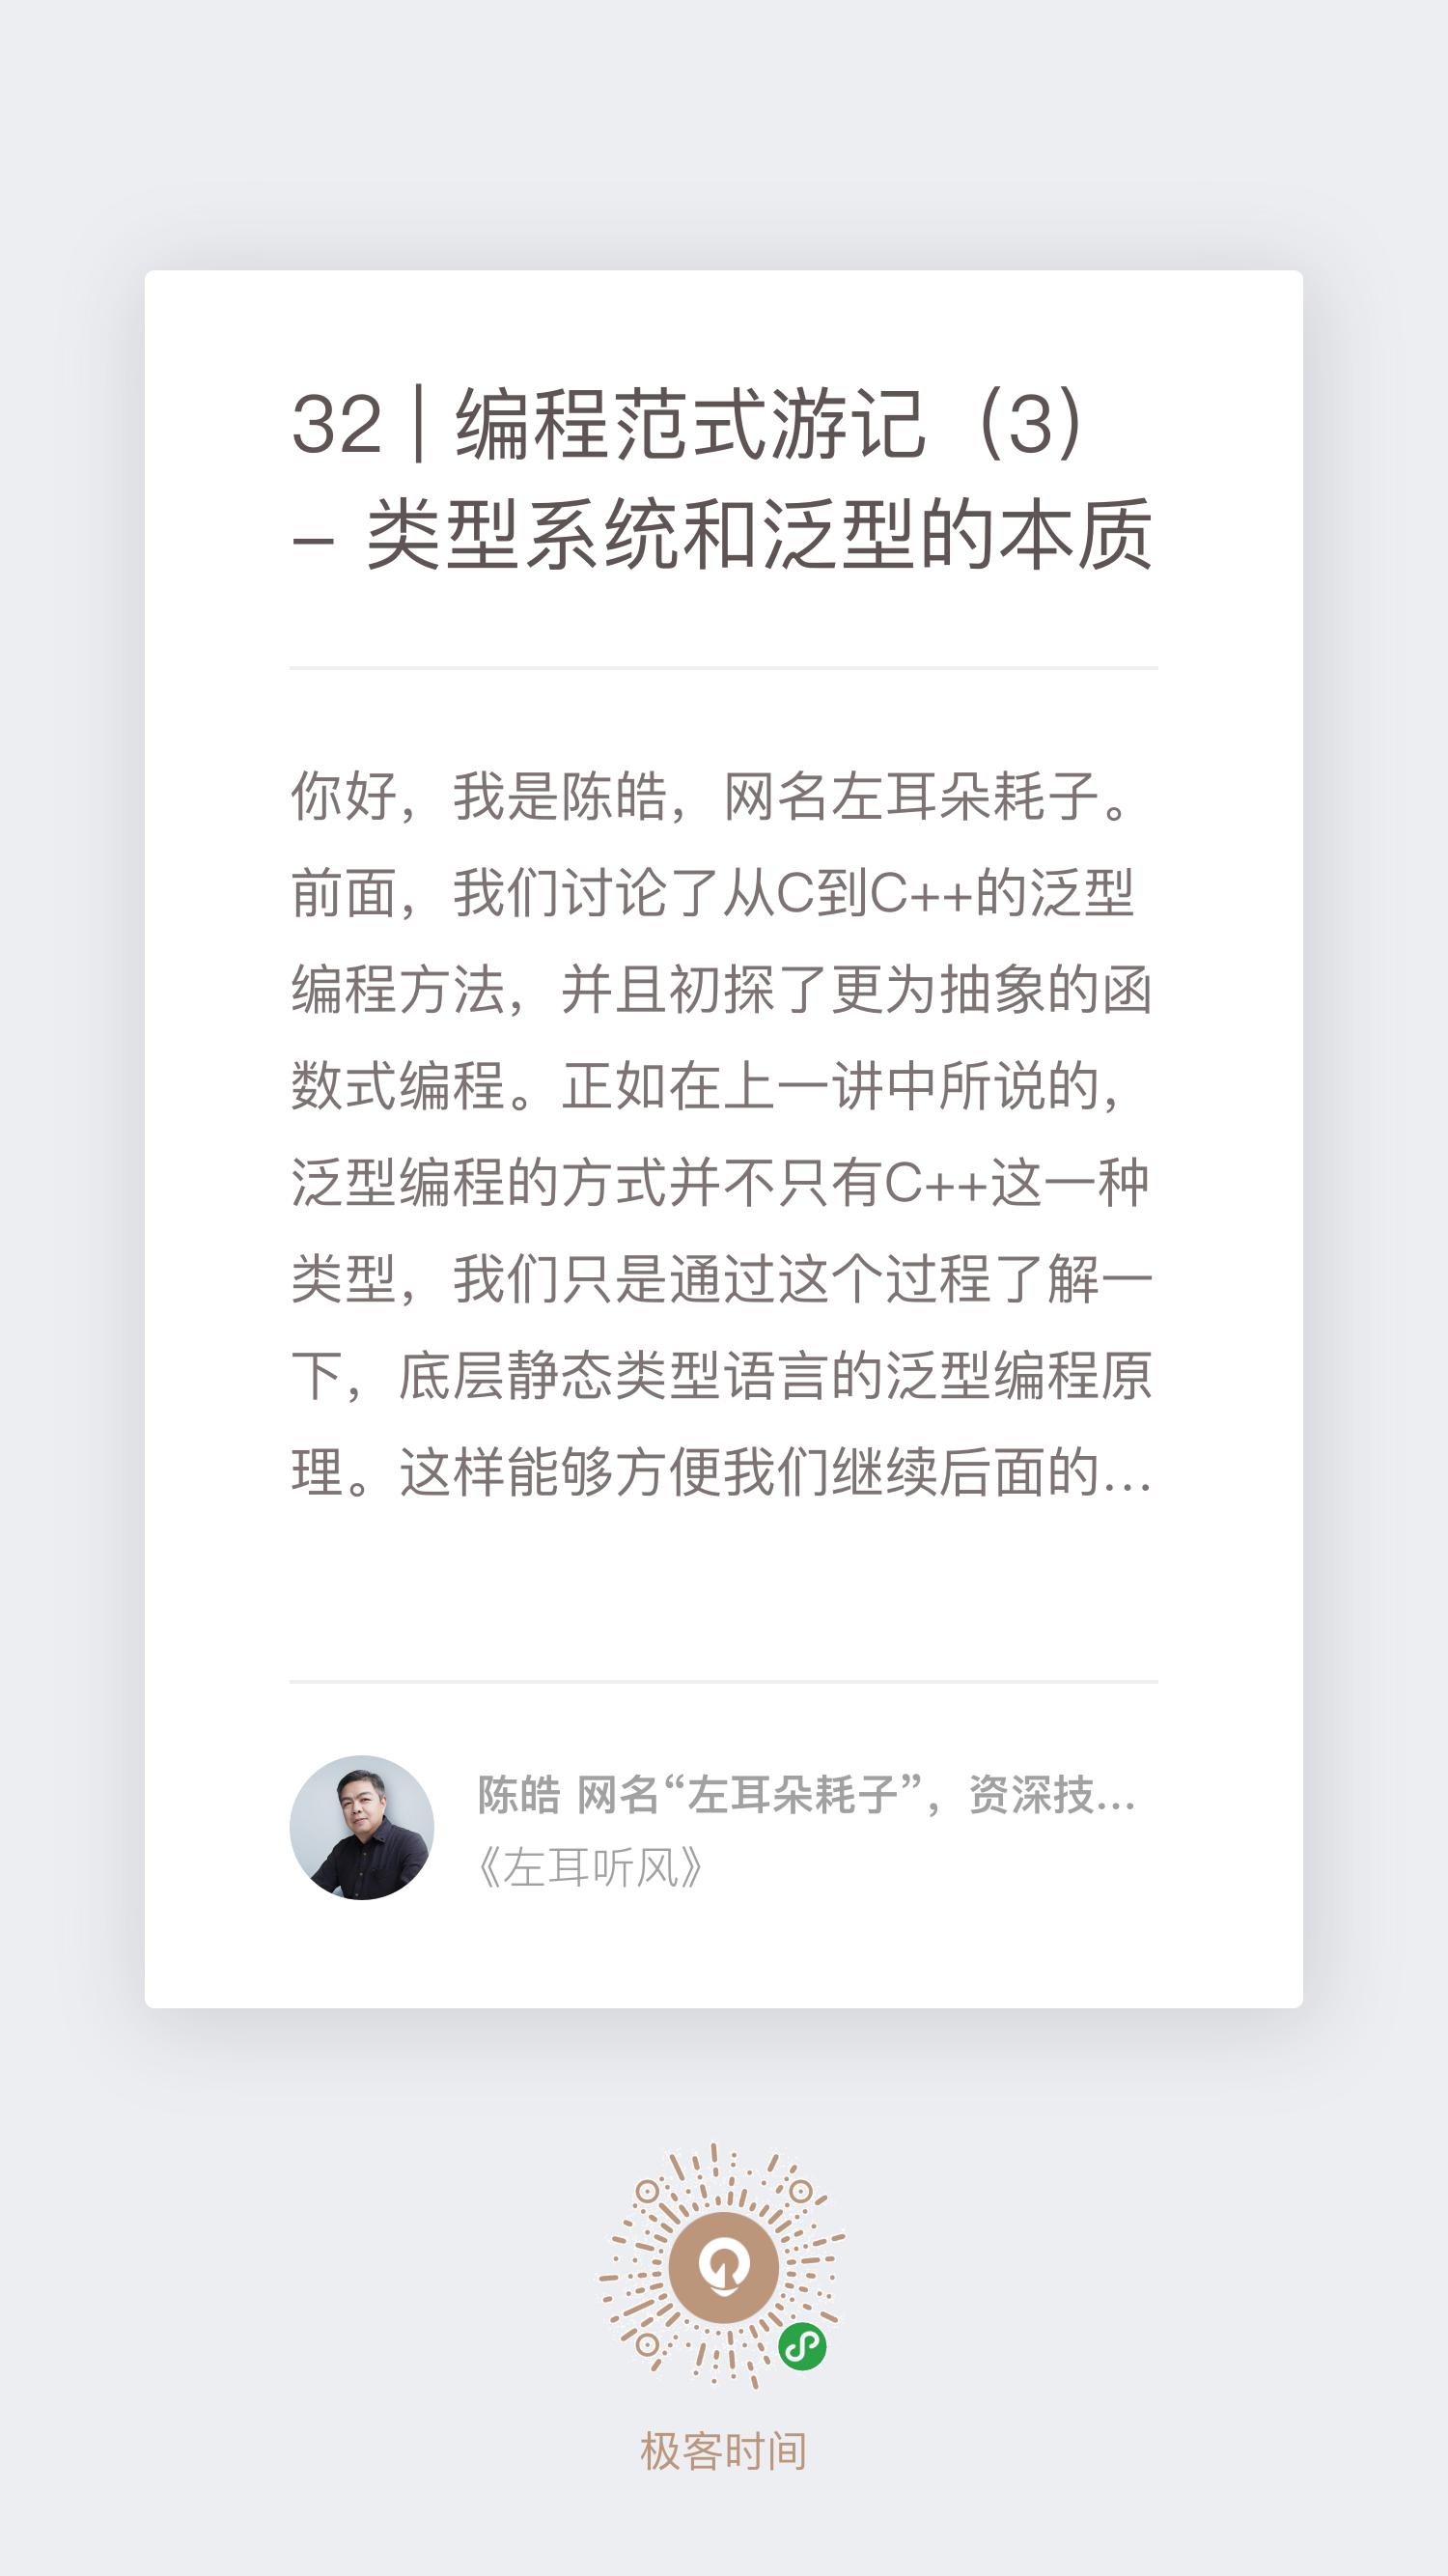 32 | 编程范式游记（3）
- 类型系统和泛型的本质
你好，我是陈皓，网名左耳朵耗子。
前面，我们讨论了从C到C++的泛型
编程方法，并且初探了更为抽象的函
数式编程。正如在上一讲中所说的，
泛型编程的方式并不只有C++这一种
类型，我们只是通过这个过程了解一
下，底层静态类型语言的泛型编程原
理。这样能够方便我们继续后面的…
陈皓 网名“左耳朵耗子”，资深技…
《左耳听风》
极客时间